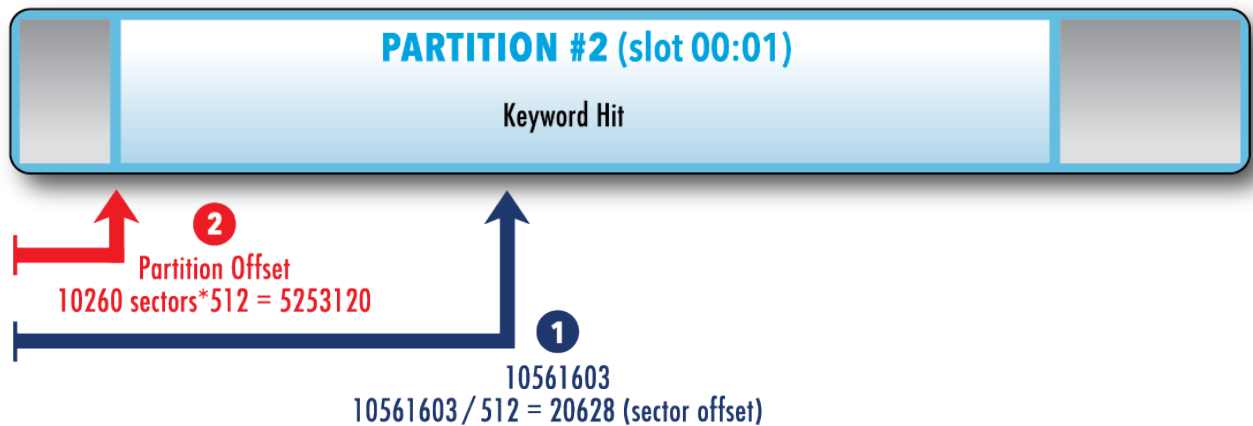 PARTITION #2 (slot 00:01)
Keyword Hit
2
Partition Offset
10260 sectors*512 = 5253120
1
10561603
10561603/512 = 20628 (sector offset)